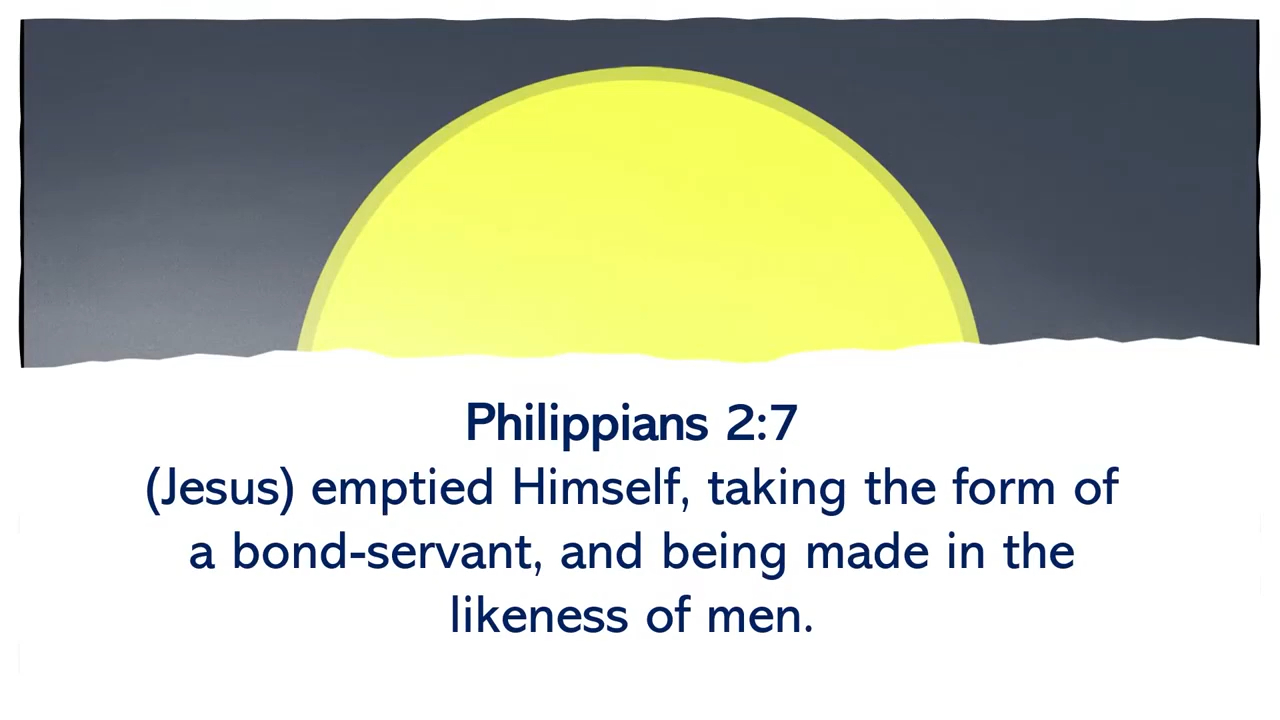 Philippians 2:7
(Jesus) emptied Himself, taking the form of
a bond-servant, and being made in the
likeness of men.